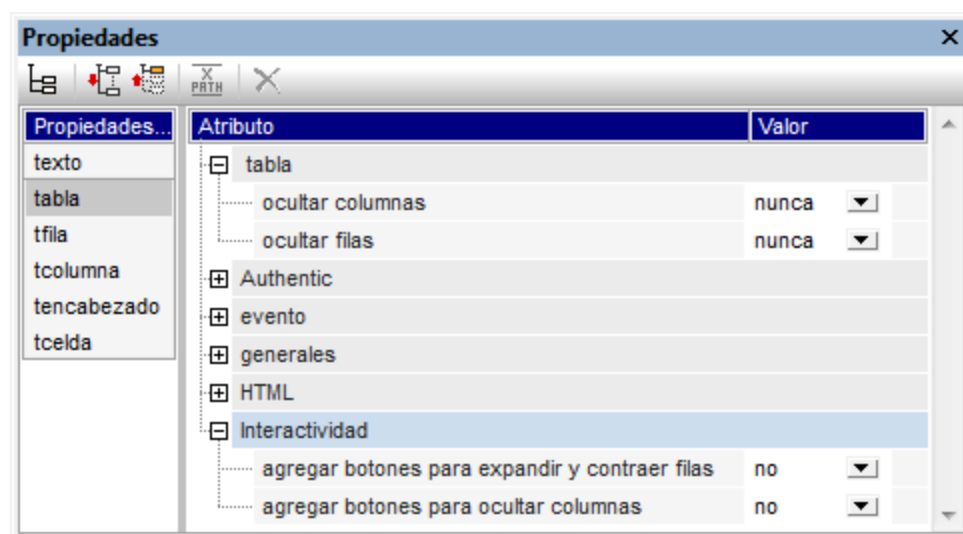 Propiedades
X
PATH
Propiedades... Atributo Valor
texto tabla
tabla ocultar columnas nunca
tfila ocultar filas nunca
tcolumna Authentic
tencabezado evento
tcelda generales
HTML
Interactividad
agregar botones para expandir y contraer filas no
agregar botones para ocultar columnas no